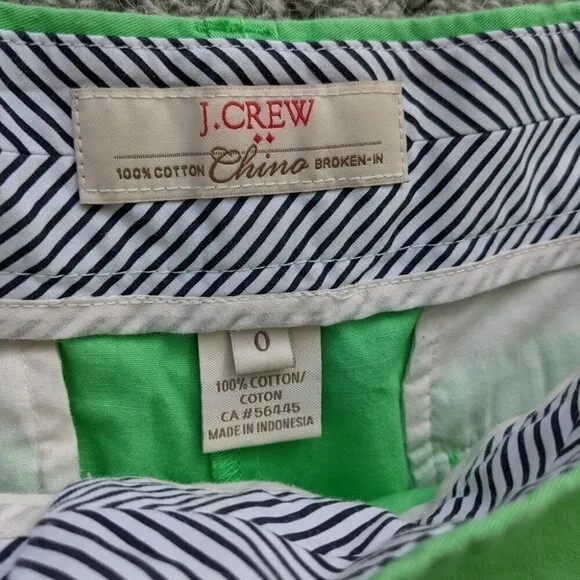 J.CREW
100% COTTON Chino BROKEN-IN
0
100% COTTON/
COTON
CA #56445
MADE IN INDONESIA